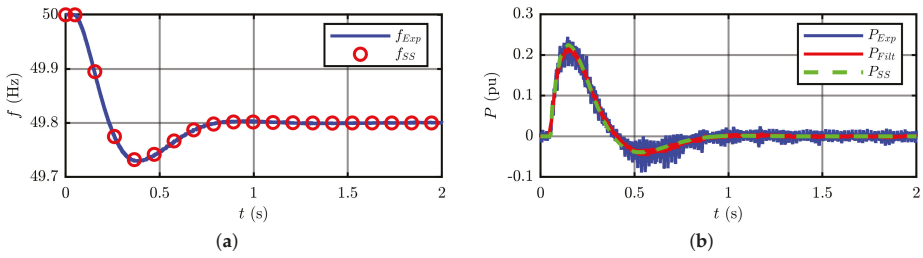 50
49.9
49.8
49.7
0
0.5
1
1.5
2
f (Hz)
t (s)
f_Exp
f_SS
(a)
0.3
0.2
0.1
0
-0.1
0
0.5
1
1.5
2
P (pu)
t (s)
P_Exp
P_Filt
P_SS
(b)